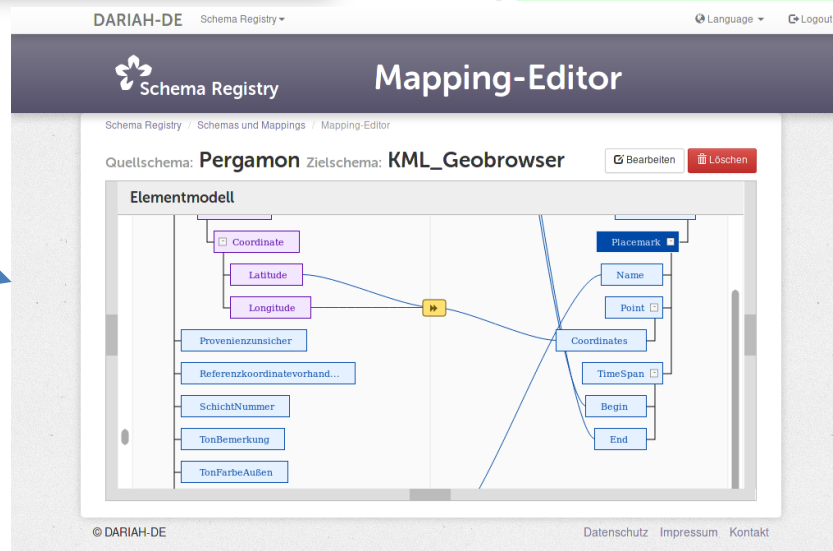 DARIAH-DE Schema Registry Language Logout
Schema Registry Mapping-Editor
Schema Registry / Schemas und Mappings / Mapping-Editor
Quellschema: Pergamon Zielschema: KML_Geobrowser Bearbeiten Löschen
Elementmodell
Coordinate Placemark
Latitude Name
Longitude Point
Provenienzunsicher Coordinates
Referenzkoordinatevorhand... TimeSpan
SchichtNummer Begin
TonBemerkung End
TonFarbeAußen
© DARIAH-DE Datenschutz Impressum Kontakt